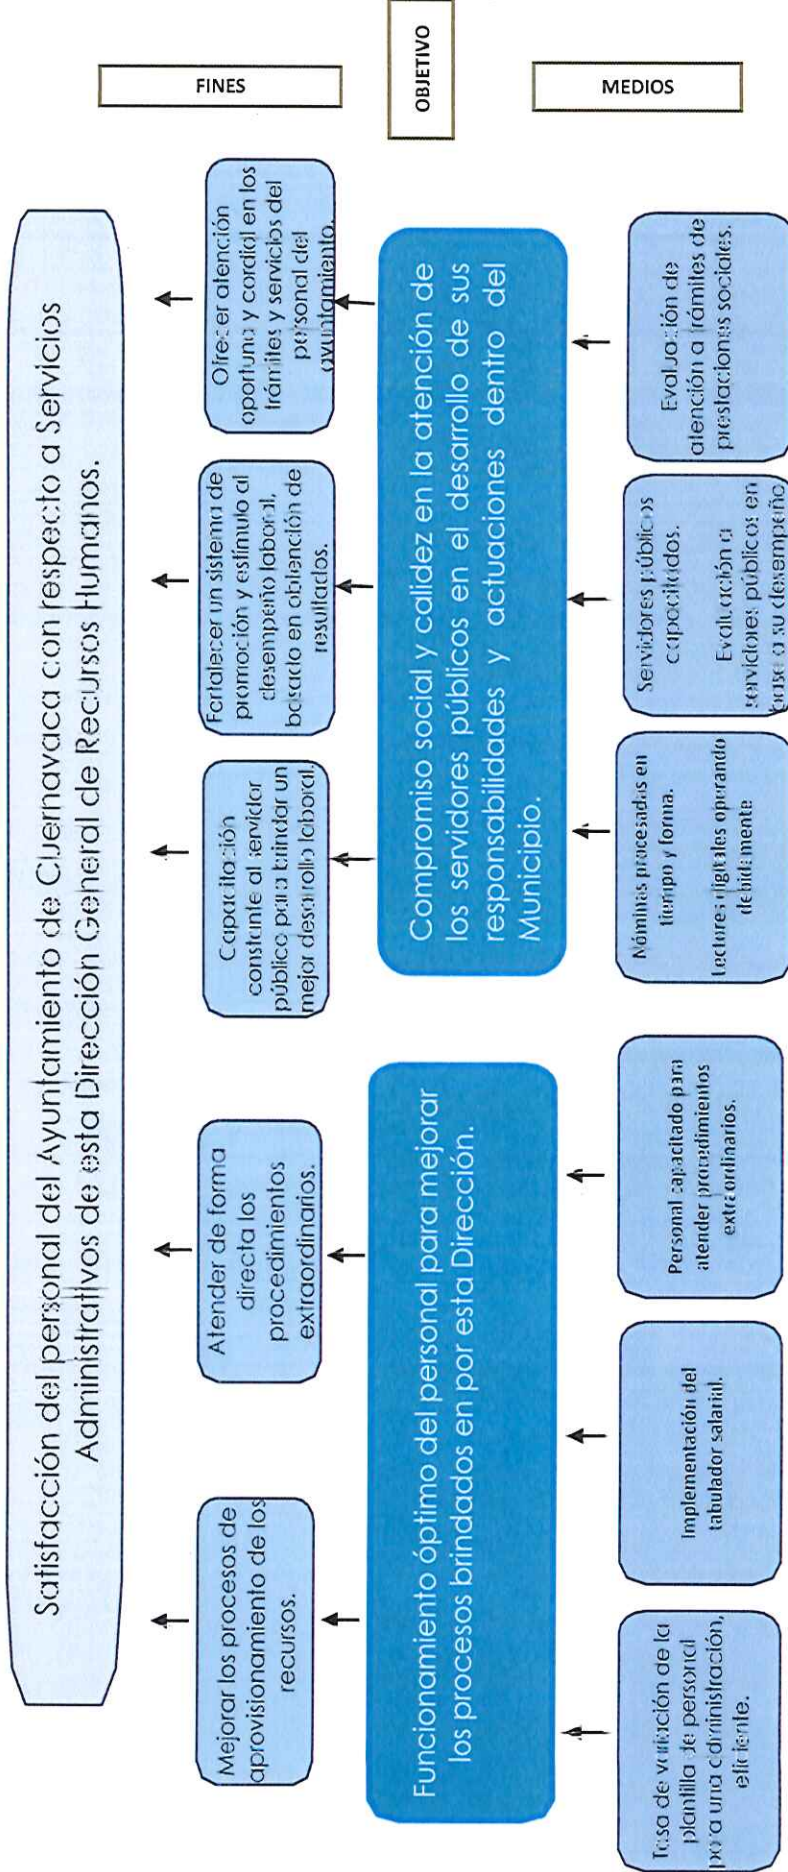 Satisfacción del personal del Ayuntamiento de Cuernavaca con respecto a Servicios
Administrativos de esta Dirección General de Recursos Humanos.
FINES
Mejorar los procesos de
aprovisionamiento de los
recursos.
Atender de forma
directa los
procedimientos
extraordinarios.
Capacitación
constante al servidor
público para brindar un
mejor desarrollo laboral.
Fortalecer un sistema de
promoción y estímulo al
desempeño laboral,
basado en obtención de
resultados.
Ofrecer atención
oportuna y cordial en los
trámites y servicios del
personal del
ayuntamiento.
OBJETIVO
Funcionamiento óptimo del personal para mejorar
los procesos brindados en por esta Dirección.
Compromiso social y calidez en la atención de
los servidores públicos en el desarrollo de sus
responsabilidades y actuaciones dentro del
Municipio.
MEDIOS
Tasa de variación de la
plantilla de personal
para una administración,
eficiente.
Implementación del
tabulador salarial.
Personal capacitado para
atender procedimientos
extraordinarios.
Nóminas procesadas en
tiempo y forma.
Lectores digitales operando
debidamente
Servidores públicos
capacitados.
Evaluación a
servidores públicos en
base a su desempeño
Evaluación de
atención a trámites de
prestaciones sociales.